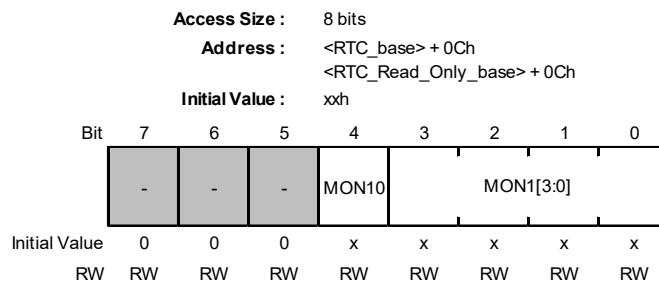 Access Size : 8 bits
Address : <RTC_base> + 0Ch
<RTC_Read_Only_base> + 0Ch
Initial Value : xxh
Bit 7 6 5 4 3 2 1 0
- - - MON10 MON1[3:0]
Initial Value 0 0 0 x x x x x
RW RW RW RW RW RW RW RW RW